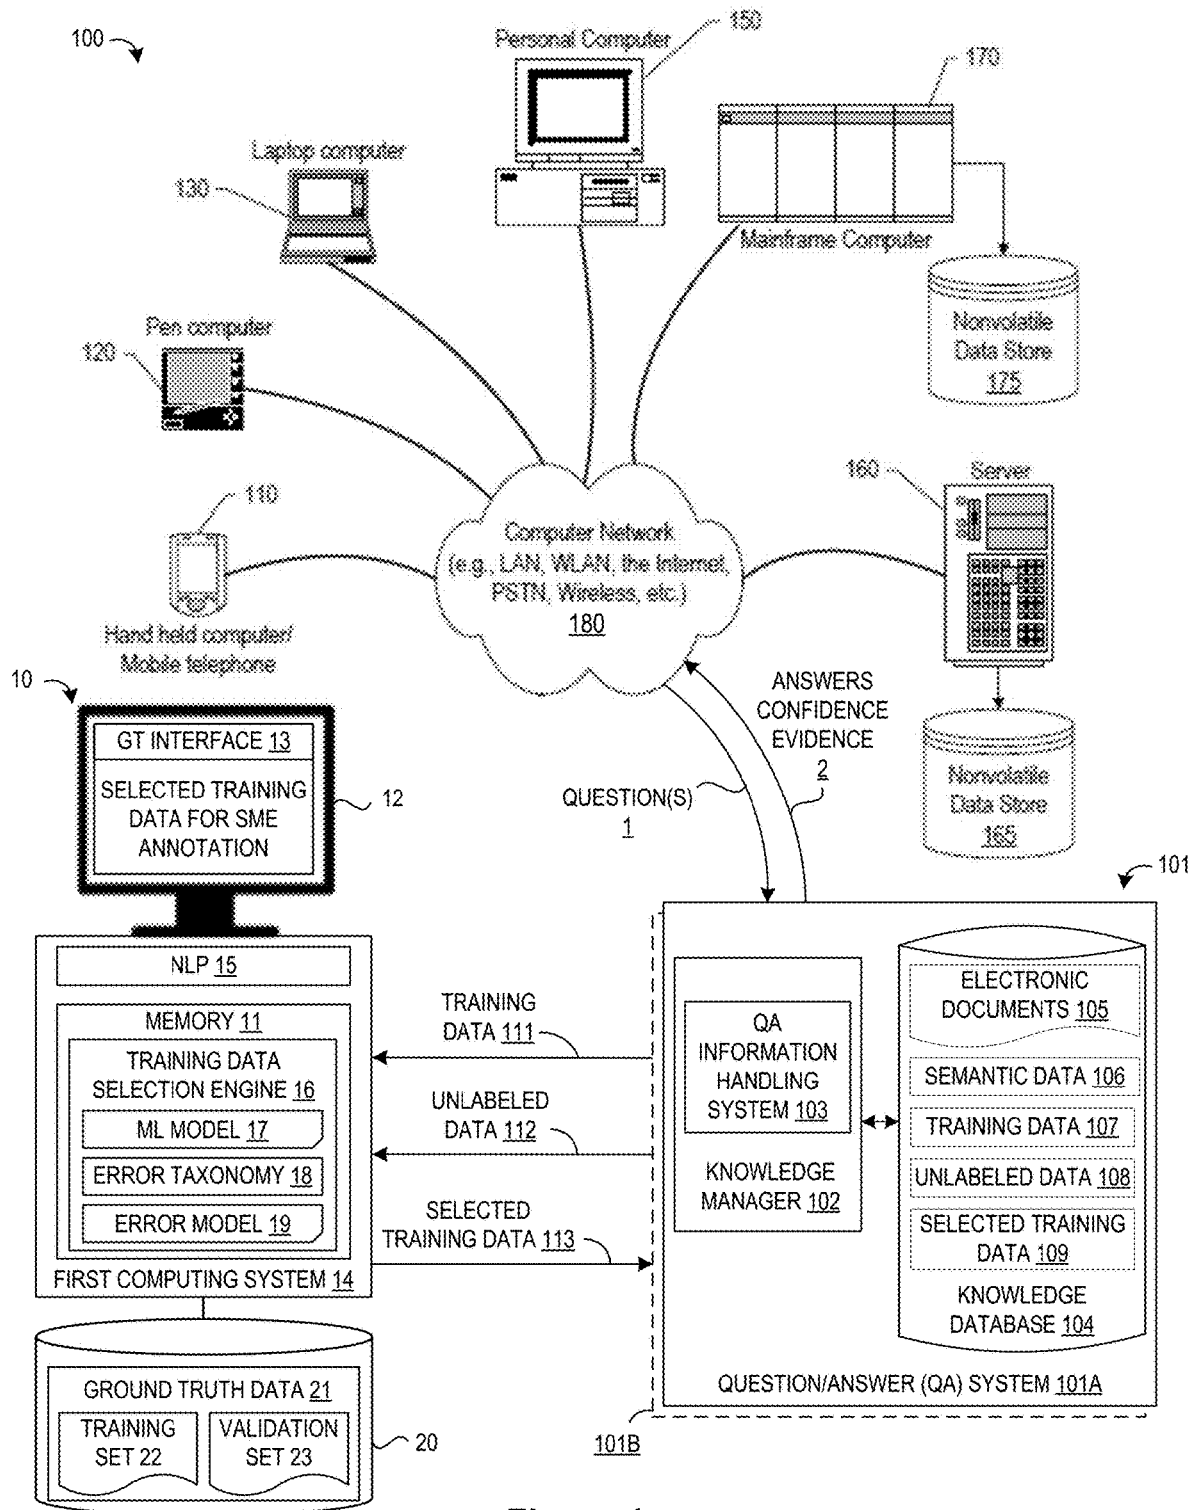 100
Personal Computer
150
170
Laptop computer
130
Mainframe Computer
Nonvolatile
Data Store
175
Pen computer
120
160
Server
110
Computer Network
(e.g., LAN, WLAN, the Internet,
PSTN, Wireless, etc.)
180
Hand held computer/
Mobile telephone
Nonvolatile
Data Store
165
10
GT INTERFACE 13
SELECTED TRAINING
DATA FOR SME
ANNOTATION
12
ANSWERS
CONFIDENCE
EVIDENCE
2
QUESTION(S)
1
101
NLP 15
MEMORY 11
TRAINING DATA
SELECTION ENGINE 16
ML MODEL 17
ERROR TAXONOMY 18
ERROR MODEL 19
FIRST COMPUTING SYSTEM 14
TRAINING
DATA 111
UNLABELED
DATA 112
SELECTED
TRAINING DATA 113
QA
INFORMATION
HANDLING
SYSTEM 103
KNOWLEDGE
MANAGER 102
ELECTRONIC
DOCUMENTS 105
SEMANTIC DATA 106
TRAINING DATA 107
UNLABELED DATA 108
SELECTED TRAINING
DATA 109
KNOWLEDGE
DATABASE 104
QUESTION/ANSWER (QA) SYSTEM 101A
101B
GROUND TRUTH DATA 21
TRAINING
SET 22
VALIDATION
SET 23
20